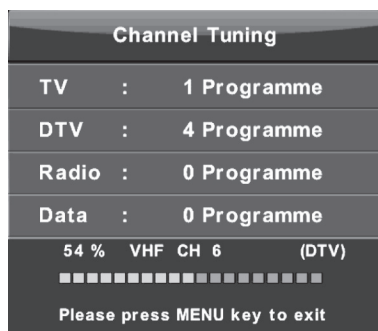 Channel Tuning
TV : 1 Programme
DTV : 4 Programme
Radio : 0 Programme
Data : 0 Programme
54 % VHF CH 6 (DTV)
Please press MENU key to exit